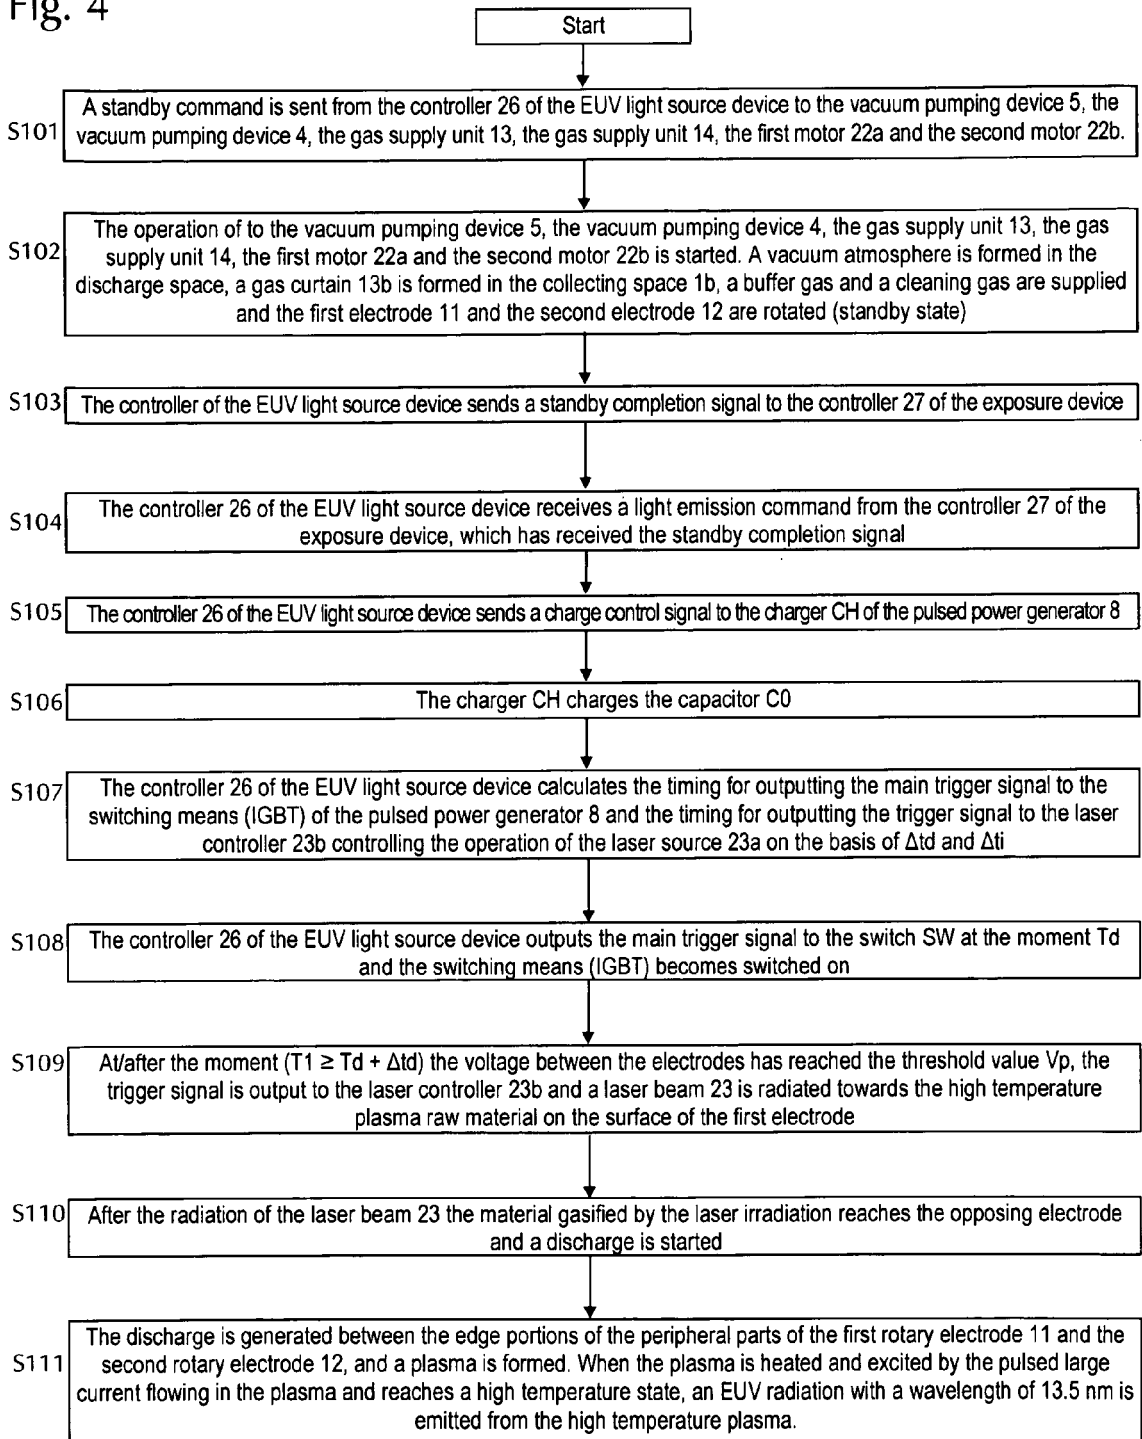 Fig. 4
Start
S101
A standby command is sent from the controller 26 of the EUV light source device to the vacuum pumping device 5, the
vacuum pumping device 4, the gas supply unit 13, the gas supply unit 14, the first motor 22a and the second motor 22b.
S102
The operation of to the vacuum pumping device 5, the vacuum pumping device 4, the gas supply unit 13, the gas
supply unit 14, the first motor 22a and the second motor 22b is started. A vacuum atmosphere is formed in the
discharge space, a gas curtain 13b is formed in the collecting space 1b, a buffer gas and a cleaning gas are supplied
and the first electrode 11 and the second electrode 12 are rotated (standby state)
S103
The controller of the EUV light source device sends a standby completion signal to the controller 27 of the exposure device
S104
The controller 26 of the EUV light source device receives a light emission command from the controller 27 of the
exposure device, which has received the standby completion signal
S105
The controller 26 of the EUV light source device sends a charge control signal to the charger CH of the pulsed power generator 8
S106
The charger CH charges the capacitor C0
S107
The controller 26 of the EUV light source device calculates the timing for outputting the main trigger signal to the
switching means (IGBT) of the pulsed power generator 8 and the timing for outputting the trigger signal to the laser
controller 23b controlling the operation of the laser source 23a on the basis of Δtd and Δti
S108
The controller 26 of the EUV light source device outputs the main trigger signal to the switch SW at the moment Td
and the switching means (IGBT) becomes switched on
S109
At/after the moment (T1 ≥ Td + Δtd) the voltage between the electrodes has reached the threshold value Vp, the
trigger signal is output to the laser controller 23b and a laser beam 23 is radiated towards the high temperature
plasma raw material on the surface of the first electrode
S110
After the radiation of the laser beam 23 the material gasified by the laser irradiation reaches the opposing electrode
and a discharge is started
S111
The discharge is generated between the edge portions of the peripheral parts of the first rotary electrode 11 and the
second rotary electrode 12, and a plasma is formed. When the plasma is heated and excited by the pulsed large
current flowing in the plasma and reaches a high temperature state, an EUV radiation with a wavelength of 13.5 nm is
emitted from the high temperature plasma.